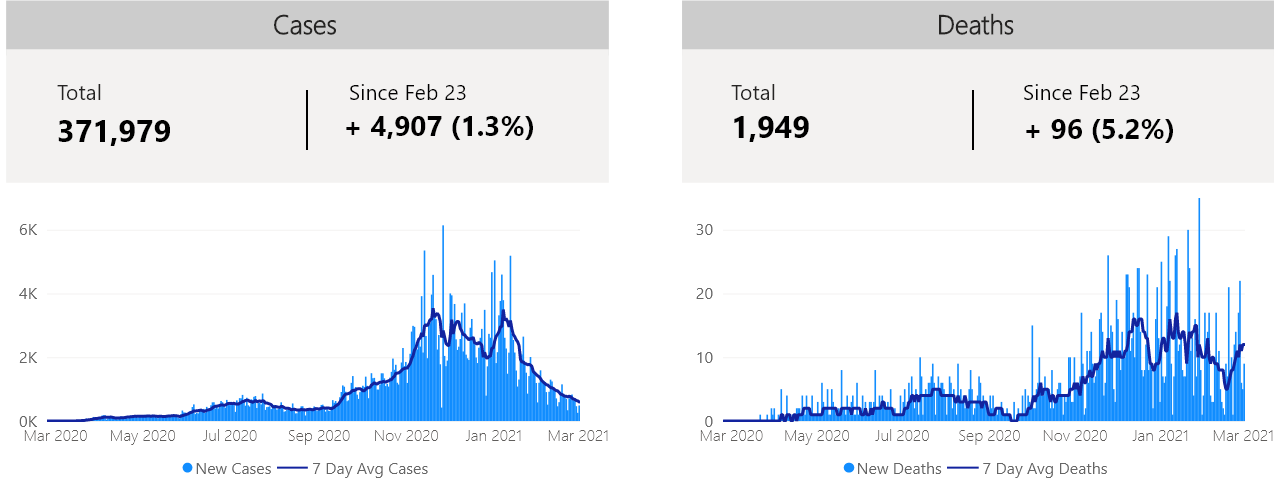 Cases
Total
371,979
Since Feb 23
+ 4,907 (1.3%)
6K
4K
2K
0K
Mar 2020 May 2020 Jul 2020 Sep 2020 Nov 2020 Jan 2021 Mar 2021
New Cases 7 Day Avg Cases
Deaths
Total
1,949
Since Feb 23
+ 96 (5.2%)
30
20
10
0
Mar 2020 May 2020 Jul 2020 Sep 2020 Nov 2020 Jan 2021 Mar 2021
New Deaths 7 Day Avg Deaths